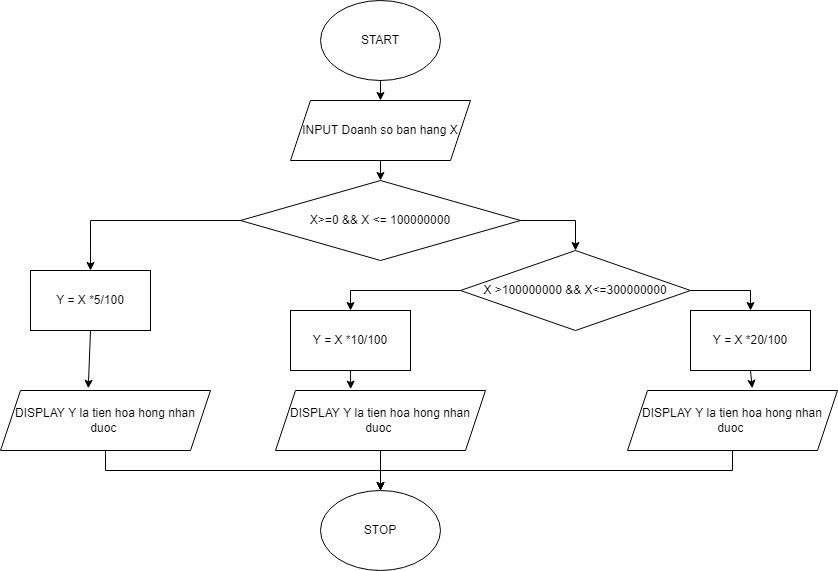 START
INPUT Doanh so ban hang X
X>=0 && X <= 100000000
X >100000000 && X<=300000000
Y = X *5/100
Y = X *10/100
Y = X *20/100
DISPLAY Y la tien hoa hong nhan
duoc
DISPLAY Y la tien hoa hong nhan
duoc
DISPLAY Y la tien hoa hong nhan
duoc
STOP